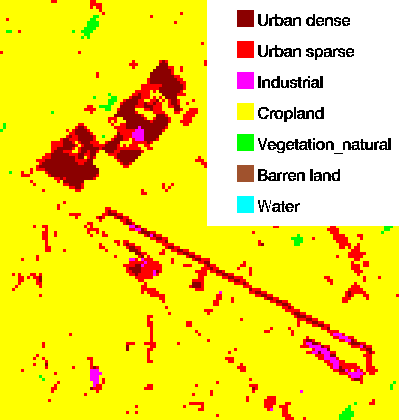 Urban dense
Urban sparse
Industrial
Cropland
Vegetation_natural
Barren land
Water